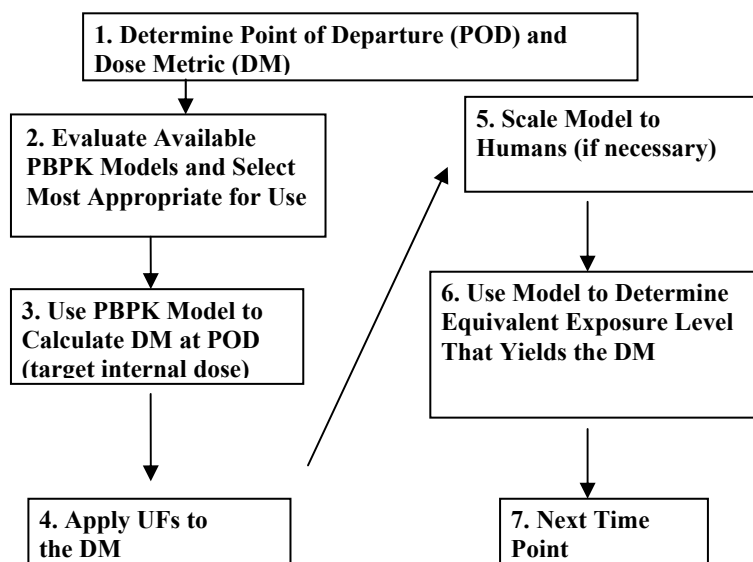 1. Determine Point of Departure (POD) and
Dose Metric (DM)
2. Evaluate Available
PBPK Models and Select
Most Appropriate for Use
3. Use PBPK Model to
Calculate DM at POD
(target internal dose)
4. Apply UFs to
the DM
5. Scale Model to
Humans (if necessary)
6. Use Model to Determine
Equivalent Exposure Level
That Yields the DM
7. Next Time
Point